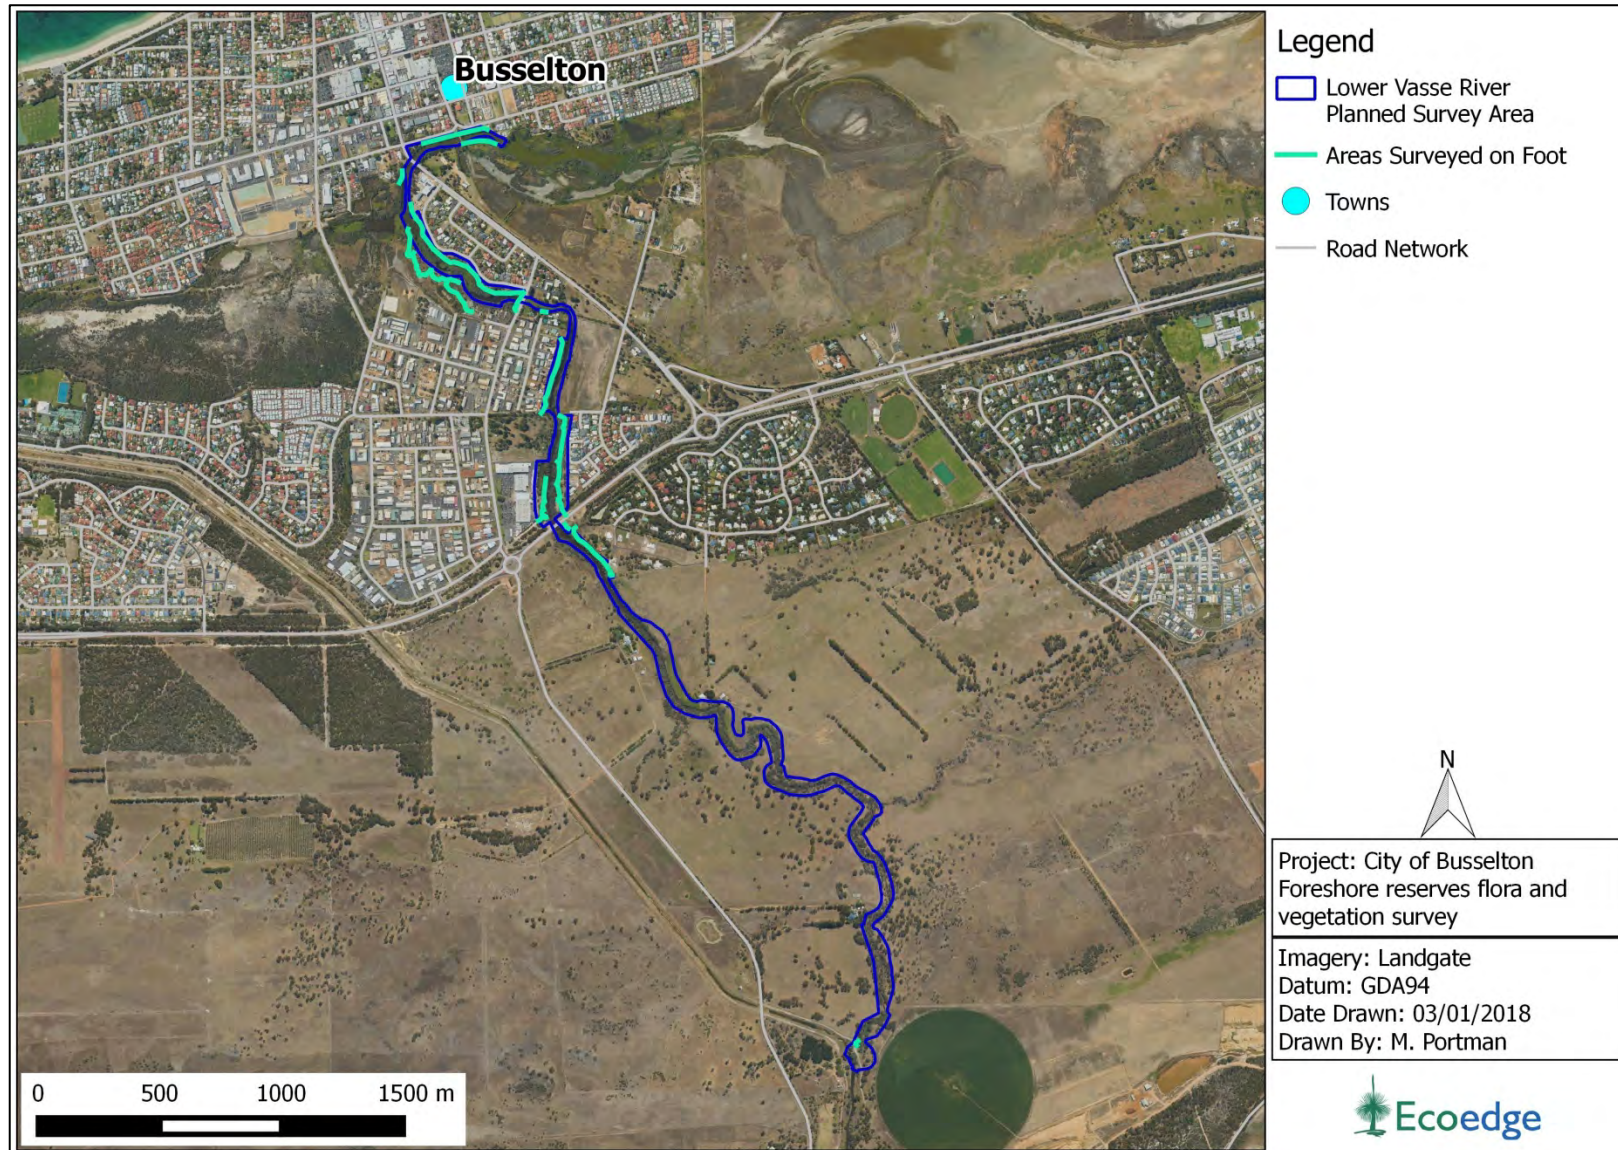 Busselton
Legend
Lower Vasse River
Planned Survey Area
Areas Surveyed on Foot
Towns
Road Network
N
Project: City of Busselton
Foreshore reserves flora and
vegetation survey
Imagery: Landgate
Datum: GDA94
Date Drawn: 03/01/2018
Drawn By: M. Portman
0 500 1000 1500 m
Ecoedge